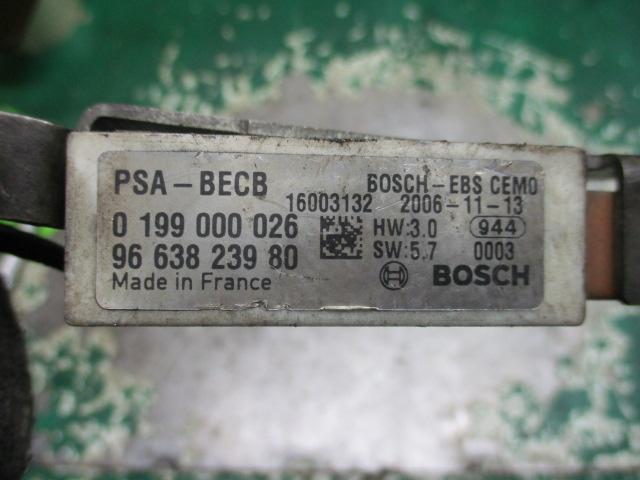 PSA-BECB
BOSCH-EBS CEM0
16003132 2006-11-13
0 199 000 026
HW:3.0 944
96 638 239 80
SW:5.7 0003
Made in France
BOSCH